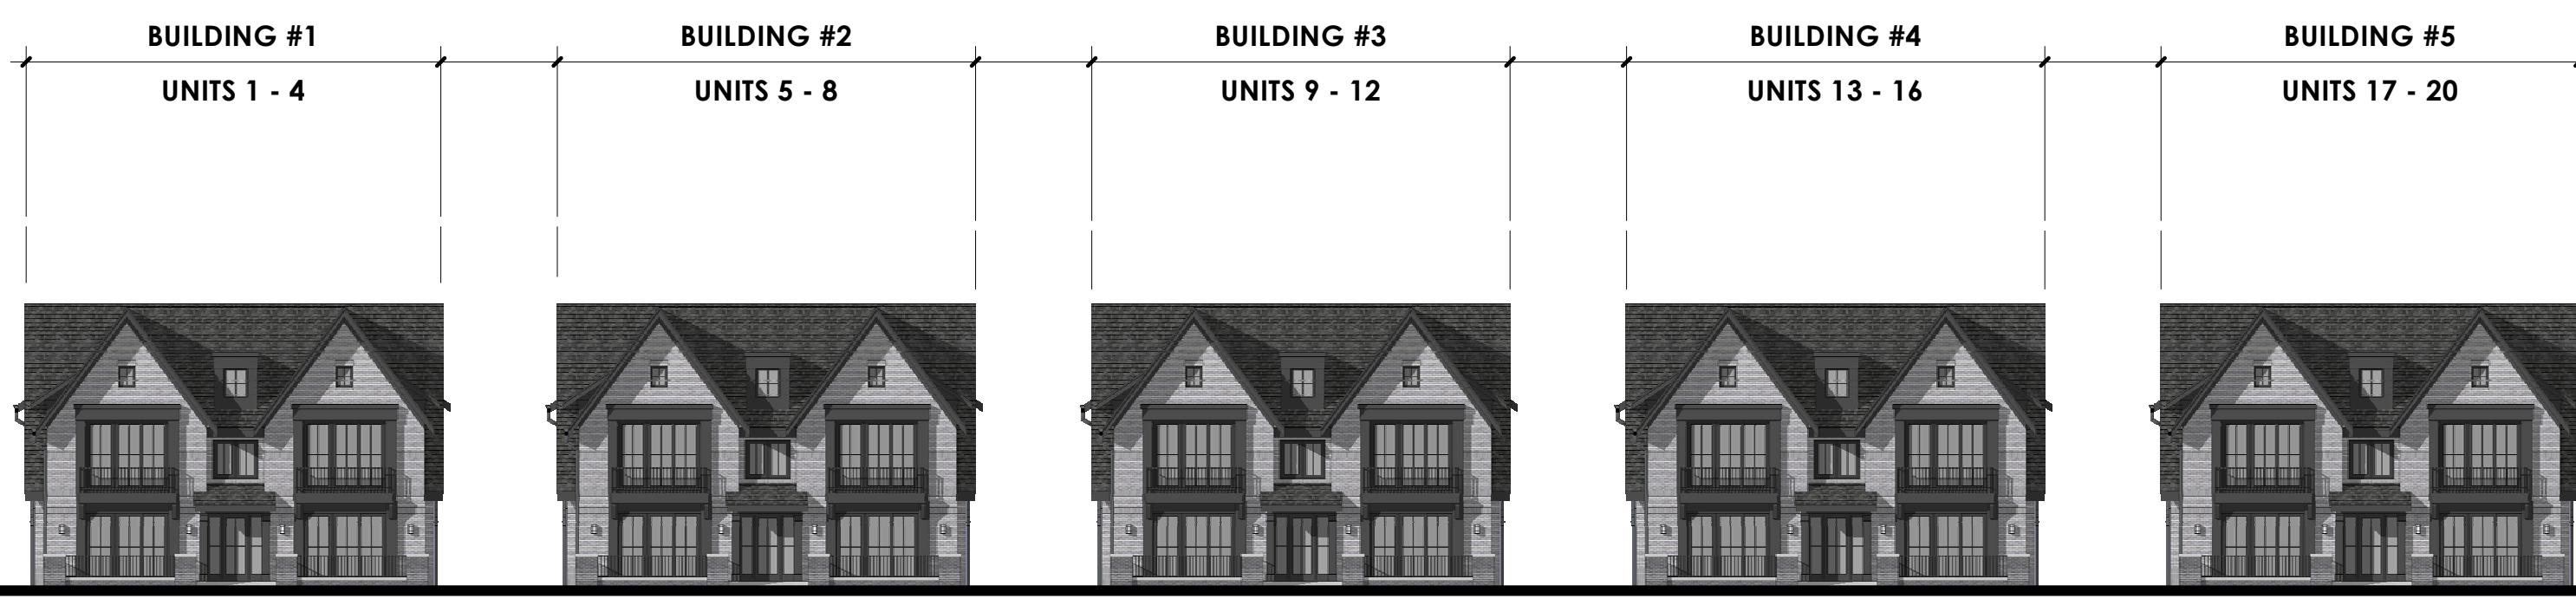 BUILDING #1
UNITS 1 - 4
BUILDING #2
UNITS 5 - 8
BUILDING #3
UNITS 9 - 12
BUILDING #4
UNITS 13 - 16
BUILDING #5
UNITS 17 - 20